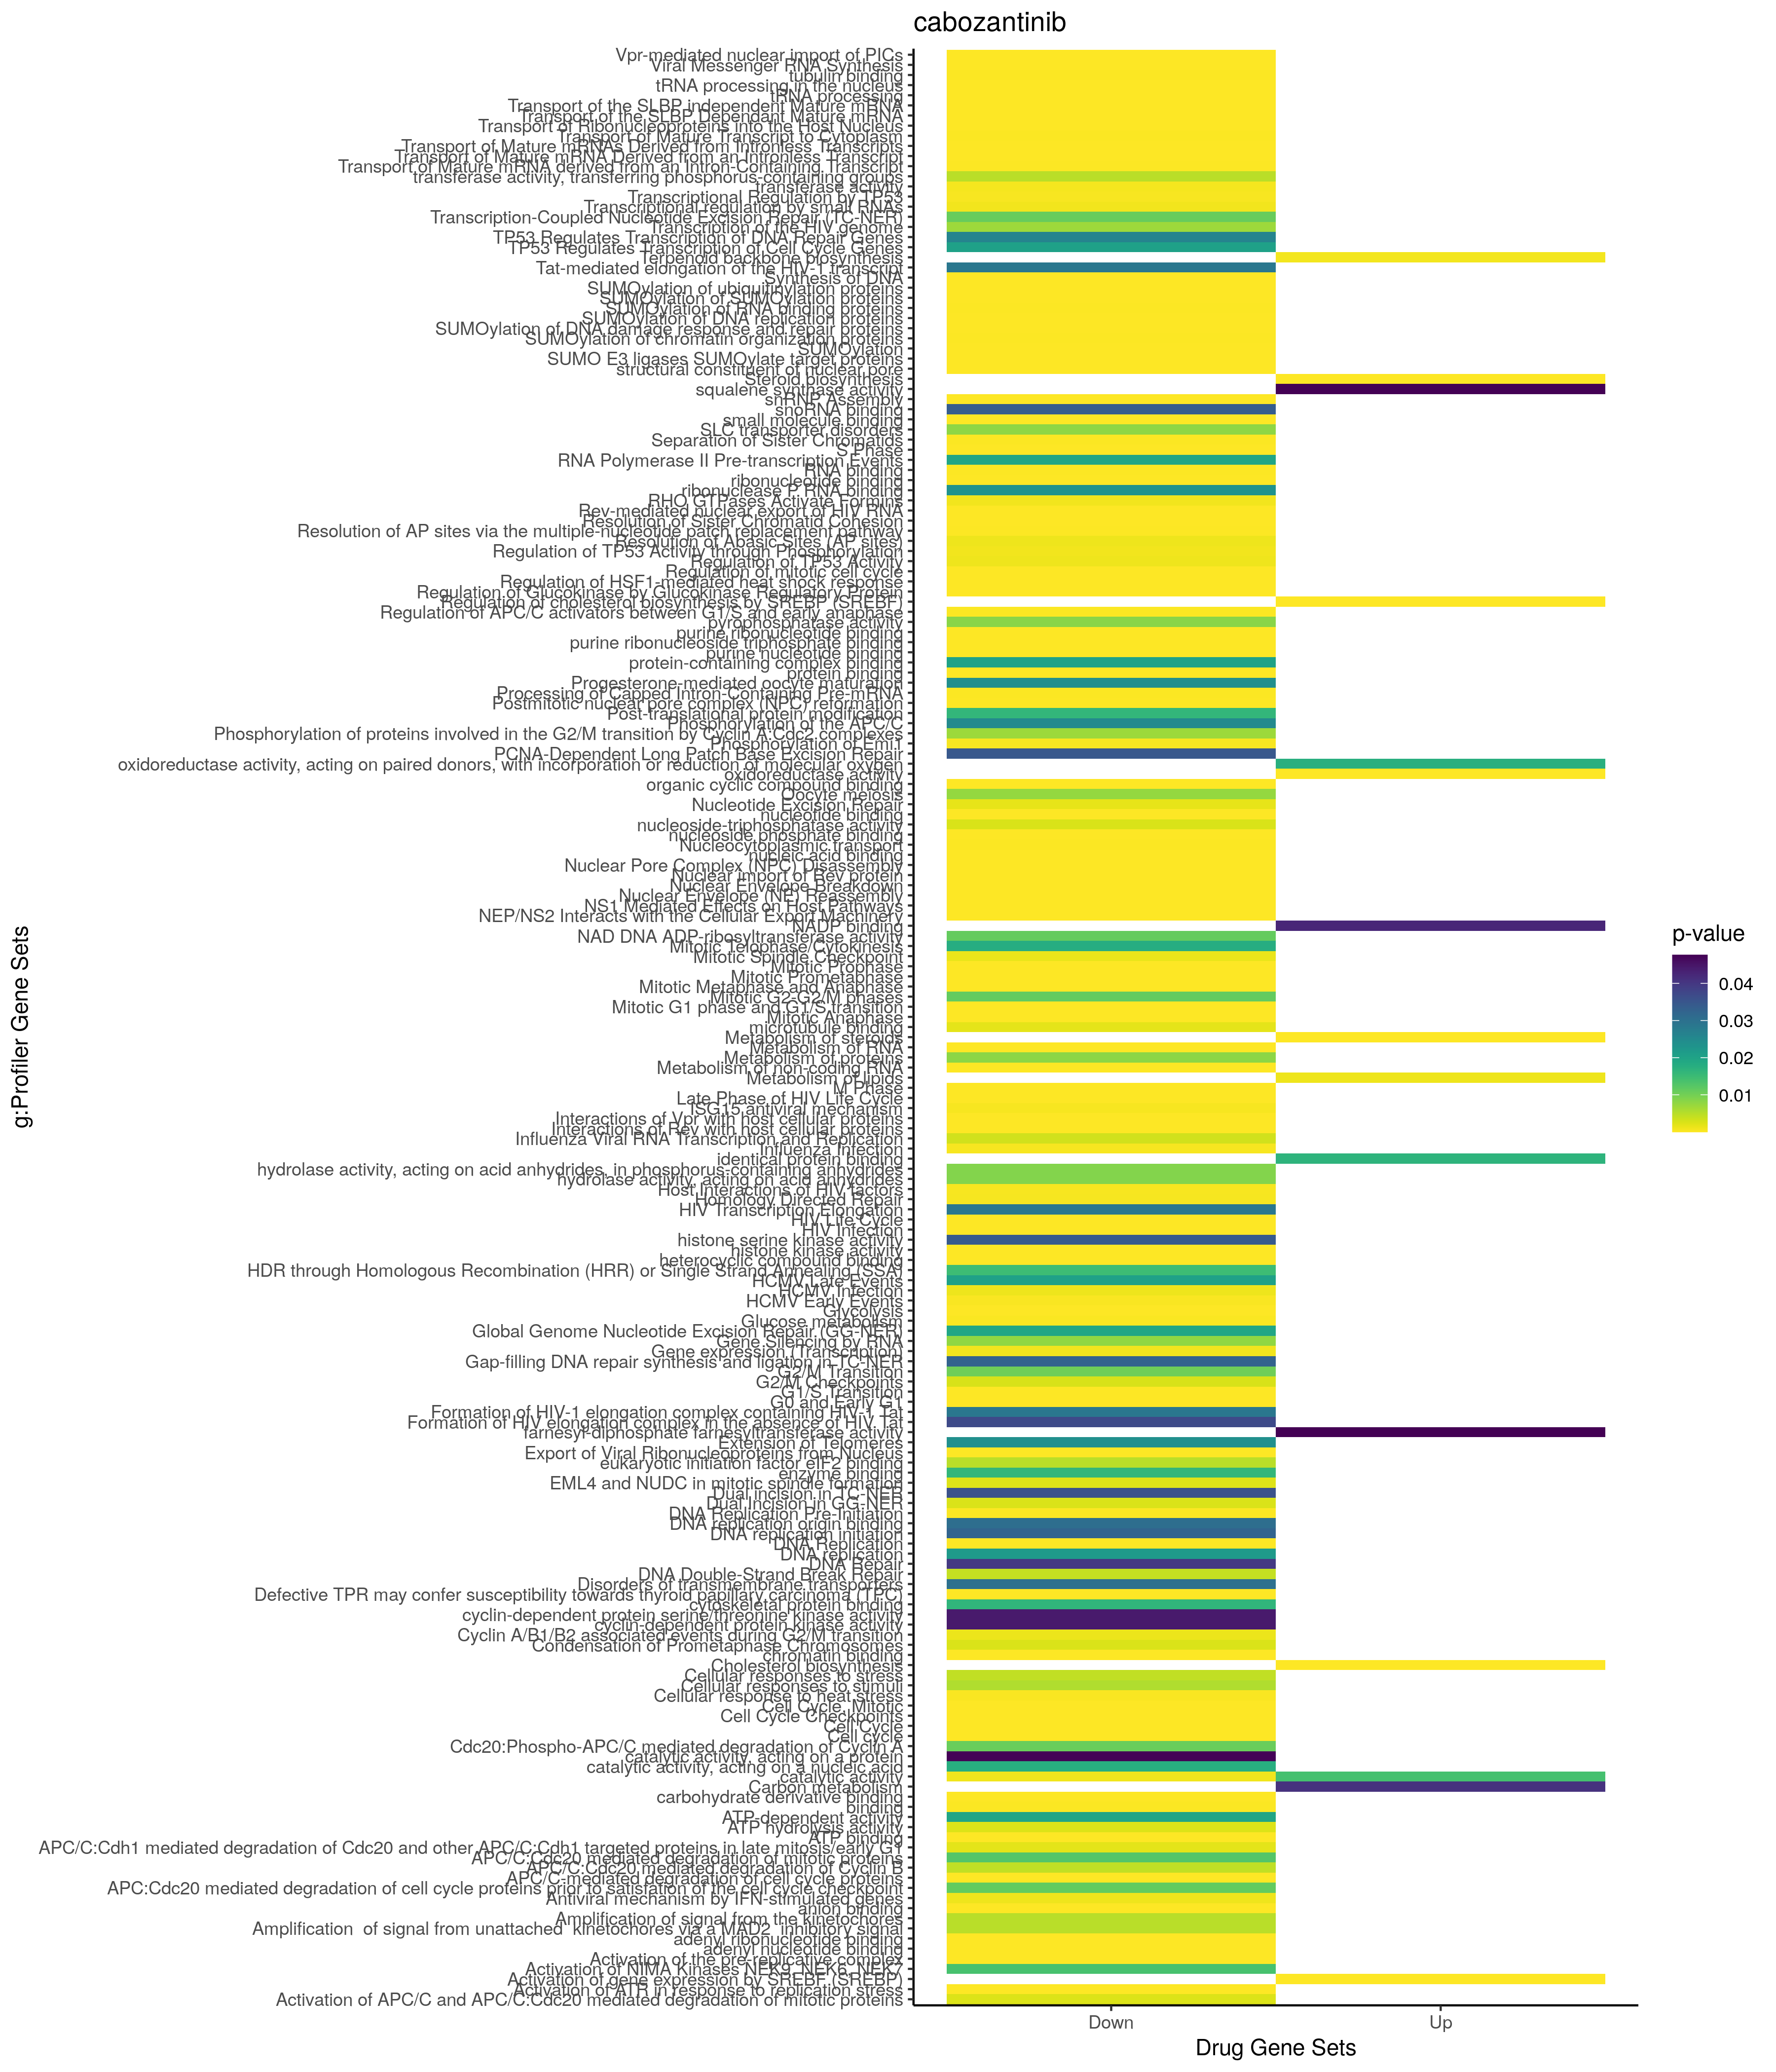 cabozantinib
g:Profiler Gene Sets
Vpr-mediated nuclear import of PICs
Viral Messenger RNA Synthesis
tubulin binding
tRNA processing in the nucleus
tRNA processing
Transport of the SLBP independent Mature mRNA
Transport of the SLBP Dependant Mature mRNA
Transport of Ribonucleoproteins into the Host Nucleus
Transport of Mature Transcript to Cytoplasm
Transport of Mature mRNAs Derived from Intronless Transcripts
Transport of Mature mRNA Derived from an Intronless Transcript
Transport of Mature mRNA derived from an Intron-Containing Transcript
transferase activity, transferring phosphorus-containing groups
transferase activity
Transcriptional Regulation by TP53
Transcriptional regulation by small RNAs
Transcription-Coupled Nucleotide Excision Repair (TC-NER)
Transcription of the HIV genome
TP53 Regulates Transcription of DNA Repair Genes
TP53 Regulates Transcription of Cell Cycle Genes
Terpenoid backbone biosynthesis
Tat-mediated elongation of the HIV-1 transcript
Synthesis of DNA
SUMOylation of ubiquitinylation proteins
SUMOylation of SUMOylation proteins
SUMOylation of RNA binding proteins
SUMOylation of DNA replication proteins
SUMOylation of DNA damage response and repair proteins
SUMOylation of chromatin organization proteins
SUMOylation
SUMO E3 ligases SUMOylate target proteins
structural constituent of nuclear pore
Steroid biosynthesis
squalene synthase activity
snRNP Assembly
snoRNA binding
small molecule binding
SLC transporter disorders
Separation of Sister Chromatids
S Phase
RNA Polymerase II Pre-transcription Events
RNA binding
ribonucleotide binding
ribonuclease P RNA binding
RHO GTPases Activate Formins
Rev-mediated nuclear export of HIV RNA
Resolution of Sister Chromatid Cohesion
Resolution of AP sites via the multiple-nucleotide patch replacement pathway
Resolution of Abasic Sites (AP sites)
Regulation of TP53 Activity through Phosphorylation
Regulation of TP53 Activity
Regulation of mitotic cell cycle
Regulation of HSF1-mediated heat shock response
Regulation of Glucokinase by Glucokinase Regulatory Protein
Regulation of cholesterol biosynthesis by SREBP (SREBF)
Regulation of APC/C activators between G1/S and early anaphase
pyrophosphatase activity
purine ribonucleotide binding
purine ribonucleoside triphosphate binding
purine nucleotide binding
protein-containing complex binding
protein binding
Progesterone-mediated oocyte maturation
Processing of Capped Intron-Containing Pre-mRNA
Postmitotic nuclear pore complex (NPC) reformation
Post-translational protein modification
Phosphorylation of the APC/C
Phosphorylation of proteins involved in the G2/M transition by Cyclin A:Cdc2 complexes
Phosphorylation of Emi1
PCNA-Dependent Long Patch Base Excision Repair
oxidoreductase activity, acting on paired donors, with incorporation or reduction of molecular oxygen
oxidoreductase activity
organic cyclic compound binding
Oocyte meiosis
Nucleotide Excision Repair
nucleotide binding
nucleoside-triphosphatase activity
nucleoside phosphate binding
Nucleocytoplasmic transport
nucleic acid binding
Nuclear Pore Complex (NPC) Disassembly
Nuclear import of Rev protein
Nuclear Envelope Breakdown
Nuclear Envelope (NE) Reassembly
NS1 Mediated Effects on Host Pathways
NEP/NS2 Interacts with the Cellular Export Machinery
NADP binding
NAD DNA ADP-ribosyltransferase activity
Mitotic Telophase/Cytokinesis
Mitotic Spindle Checkpoint
Mitotic Prophase
Mitotic Prometaphase
Mitotic Metaphase and Anaphase
Mitotic G2-G2/M phases
Mitotic G1 phase and G1/S transition
Mitotic Anaphase
microtubule binding
Metabolism of steroids
Metabolism of RNA
Metabolism of proteins
Metabolism of non-coding RNA
Metabolism of lipids
M Phase
Late Phase of HIV Life Cycle
ISG15 antiviral mechanism
Interactions of Vpr with host cellular proteins
Interactions of Rev with host cellular proteins
Influenza Viral RNA Transcription and Replication
Influenza Infection
identical protein binding
hydrolase activity, acting on acid anhydrides, in phosphorus-containing anhydrides
hydrolase activity, acting on acid anhydrides
Host Interactions of HIV factors
Homology Directed Repair
HIV Transcription Elongation
HIV Life Cycle
HIV Infection
histone serine kinase activity
histone kinase activity
heterocyclic compound binding
HDR through Homologous Recombination (HRR) or Single Strand Annealing (SSA)
HCMV Late Events
HCMV Infection
HCMV Early Events
Glycolysis
Glucose metabolism
Global Genome Nucleotide Excision Repair (GG-NER)
Gene Silencing by RNA
Gene expression (Transcription)
Gap-filling DNA repair synthesis and ligation in TC-NER
G2/M Transition
G2/M Checkpoints
G1/S Transition
G0 and Early G1
Formation of HIV-1 elongation complex containing HIV-1 Tat
Formation of HIV elongation complex in the absence of HIV Tat
farnesyl-diphosphate farnesyltransferase activity
Extension of Telomeres
Export of Viral Ribonucleoproteins from Nucleus
eukaryotic initiation factor eIF2 binding
enzyme binding
EML4 and NUDC in mitotic spindle formation
Dual incision in TC-NER
Dual Incision in GG-NER
DNA Replication Pre-Initiation
DNA replication origin binding
DNA replication initiation
DNA Replication
DNA replication
DNA Repair
DNA Double-Strand Break Repair
Disorders of transmembrane transporters
Defective TPR may confer susceptibility towards thyroid papillary carcinoma (TPC)
cytoskeletal protein binding
cyclin-dependent protein serine/threonine kinase activity
cyclin-dependent protein kinase activity
Cyclin A/B1/B2 associated events during G2/M transition
Condensation of Prometaphase Chromosomes
chromatin binding
Cholesterol biosynthesis
Cellular responses to stress
Cellular responses to stimuli
Cellular response to heat stress
Cell Cycle, Mitotic
Cell Cycle Checkpoints
Cell Cycle
Cell cycle
Cdc20:Phospho-APC/C mediated degradation of Cyclin A
catalytic activity, acting on a protein
catalytic activity, acting on a nucleic acid
catalytic activity
Carbon metabolism
carbohydrate derivative binding
binding
ATP-dependent activity
ATP hydrolysis activity
ATP binding
APC/C:Cdh1 mediated degradation of Cdc20 and other APC/C:Cdh1 targeted proteins in late mitosis/early G1
APC/C:Cdc20 mediated degradation of mitotic proteins
APC/C:Cdc20 mediated degradation of Cyclin B
APC/C-mediated degradation of cell cycle proteins
APC:Cdc20 mediated degradation of cell cycle proteins prior to satisfation of the cell cycle checkpoint
Antiviral mechanism by IFN-stimulated genes
anion binding
Amplification of signal from the kinetochores
Amplification  of signal from unattached  kinetochores via a MAD2  inhibitory signal
adenyl ribonucleotide binding
adenyl nucleotide binding
Activation of the pre-replicative complex
Activation of NIMA Kinases NEK9, NEK6, NEK7
Activation of gene expression by SREBF (SREBP)
Activation of ATR in response to replication stress
Activation of APC/C and APC/C:Cdc20 mediated degradation of mitotic proteins
Down
Up
Drug Gene Sets
p-value
0.04
0.03
0.02
0.01